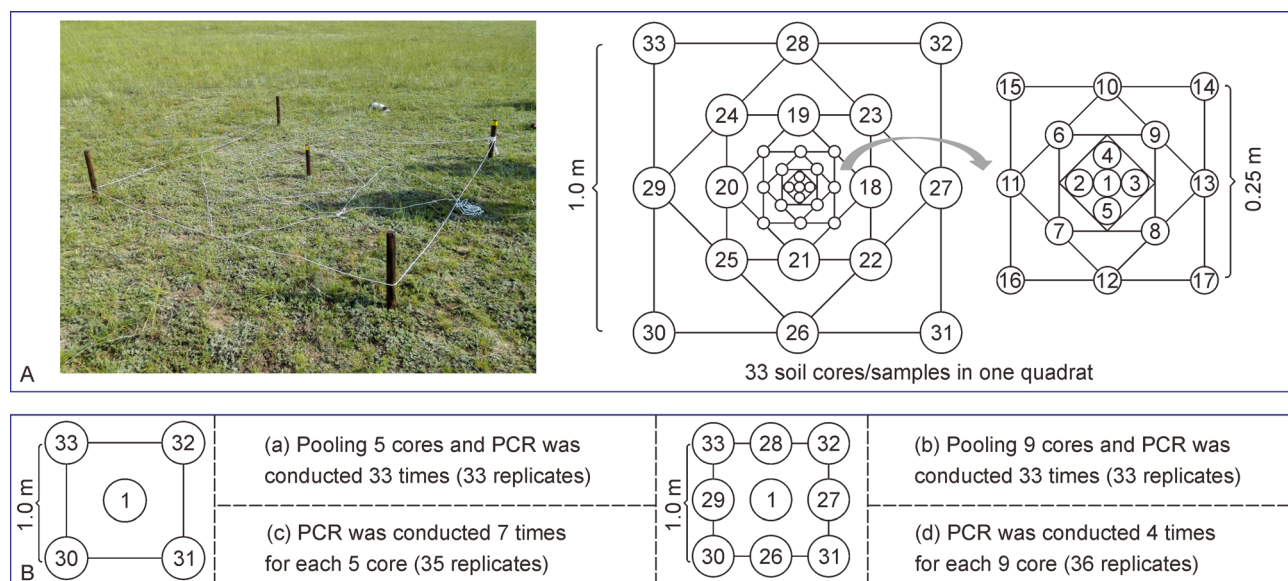 33 28 32
24 19 23
29 20 18 27
25 21 22
30 26 31
1.0 m
15 10 14
6 9
4
11 2 1 3 13
5
7 8
16 12 17
0.25 m
A
33 soil cores/samples in one quadrat
33 32
1
30 31
1.0 m
B
(a) Pooling 5 cores and PCR was
conducted 33 times (33 replicates)
(c) PCR was conducted 7 times
for each 5 core (35 replicates)
33 28 32
29 1 27
30 26 31
1.0 m
(b) Pooling 9 cores and PCR was
conducted 33 times (33 replicates)
(d) PCR was conducted 4 times
for each 9 core (36 replicates)